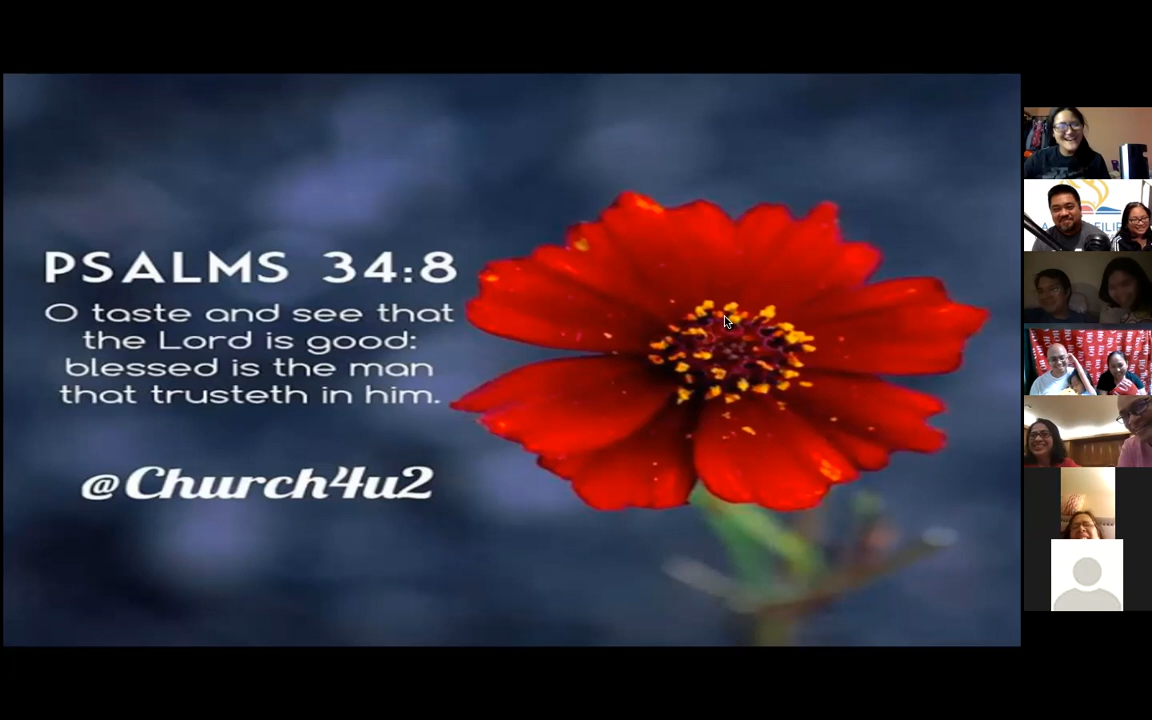 PSALMS 34:8
O taste and see that
the Lord is good:
blessed is the man
that trusteth in him.
@Church4u2